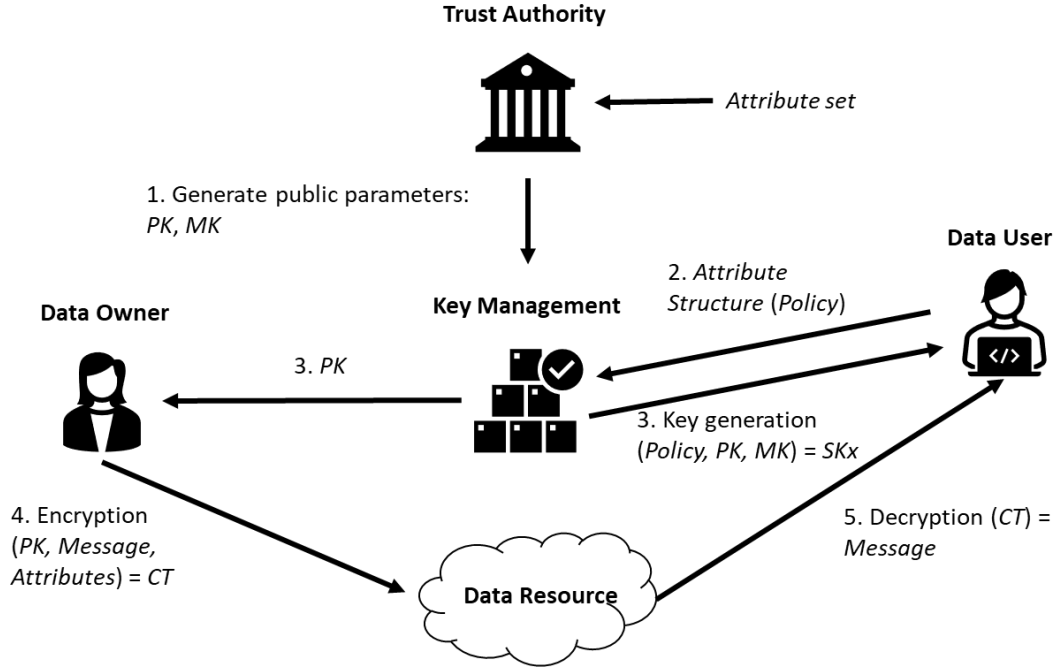 Trust Authority
Attribute set
1. Generate public parameters:
PK, MK
Data User
2. Attribute
Structure (Policy)
Key Management
Data Owner
3. PK
</>
3. Key generation
(Policy, PK, MK) = SKx
4. Encryption
(PK, Message,
Attributes) = CT
5. Decryption (CT) =
Message
Data Resource